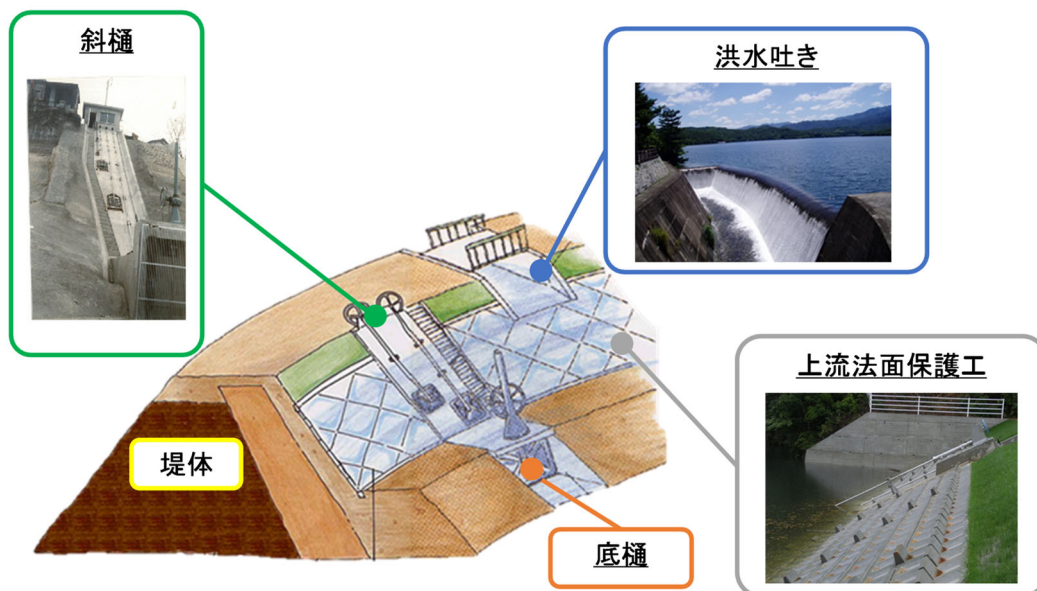 斜樋
洪水吐き
上流法面保護工
堤体
底樋